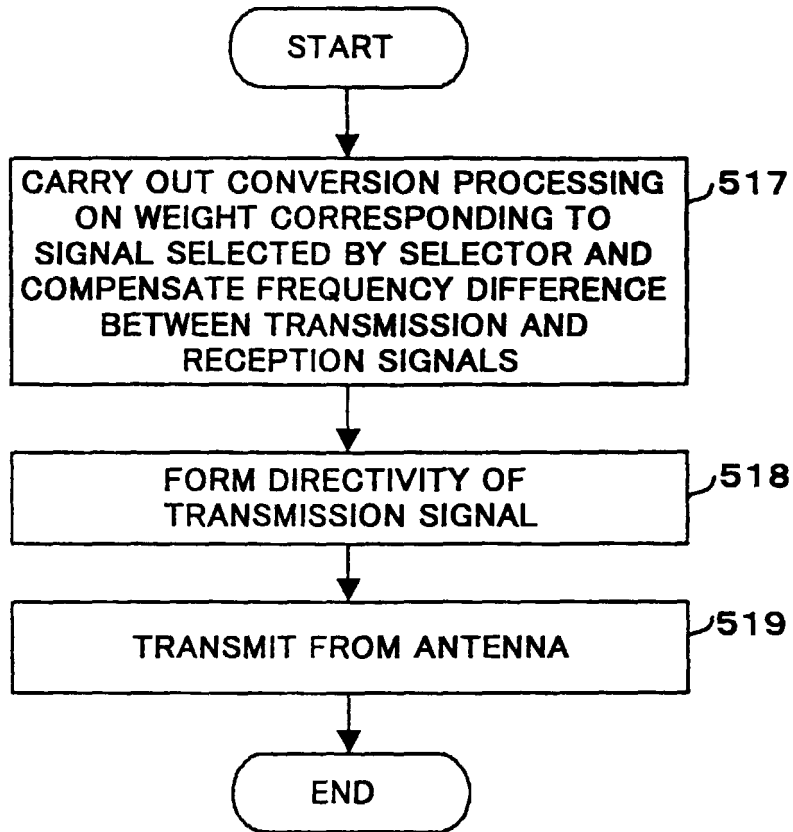 START
CARRY OUT CONVERSION PROCESSING
ON WEIGHT CORRESPONDING TO
SIGNAL SELECTED BY SELECTOR AND
COMPENSATE FREQUENCY DIFFERENCE
BETWEEN TRANSMISSION AND
RECEPTION SIGNALS
517
FORM DIRECTIVITY OF
TRANSMISSION SIGNAL
518
TRANSMIT FROM ANTENNA
519
END